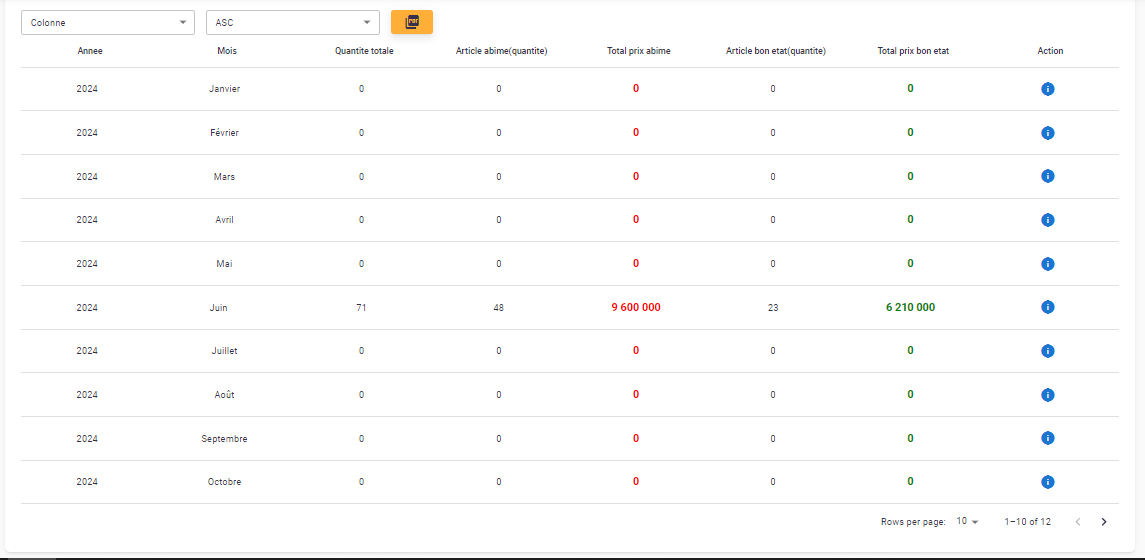 Colonne ASC PDF
Annee Mois Quantite totale Article abime(quantite) Total prix abime Article bon etat(quantite) Total prix bon etat Action
2024 Janvier 0 0 0 0 0 i
2024 Février 0 0 0 0 0 i
2024 Mars 0 0 0 0 0 i
2024 Avril 0 0 0 0 0 i
2024 Mai 0 0 0 0 0 i
2024 Juin 71 48 9 600 000 23 6 210 000 i
2024 Juillet 0 0 0 0 0 i
2024 Août 0 0 0 0 0 i
2024 Septembre 0 0 0 0 0 i
2024 Octobre 0 0 0 0 0 i
Rows per page: 10 1–10 of 12